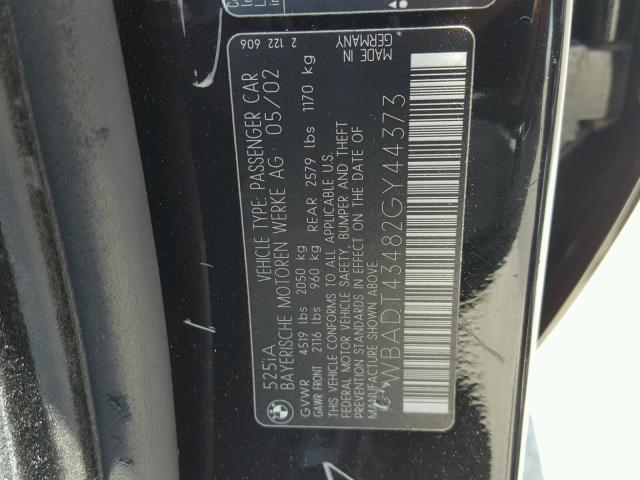 525iA
VEHICLE TYPE: PASSENGER CAR
BAYERISCHE MOTOREN WERKE AG 05/02
GVWR 4519 lbs 2050 kg
GAWR FRONT 2116 lbs 960 kg REAR 2579 lbs 1170 kg
THIS VEHICLE CONFORMS TO ALL APPLICABLE U.S.
FEDERAL MOTOR VEHICLE SAFETY, BUMPER AND THEFT
PREVENTION STANDARDS IN EFFECT ON THE DATE OF
MANUFACTURE SHOWN ABOVE.
WBADT43482GY44373
2 122 606
MADE IN
GERMANY